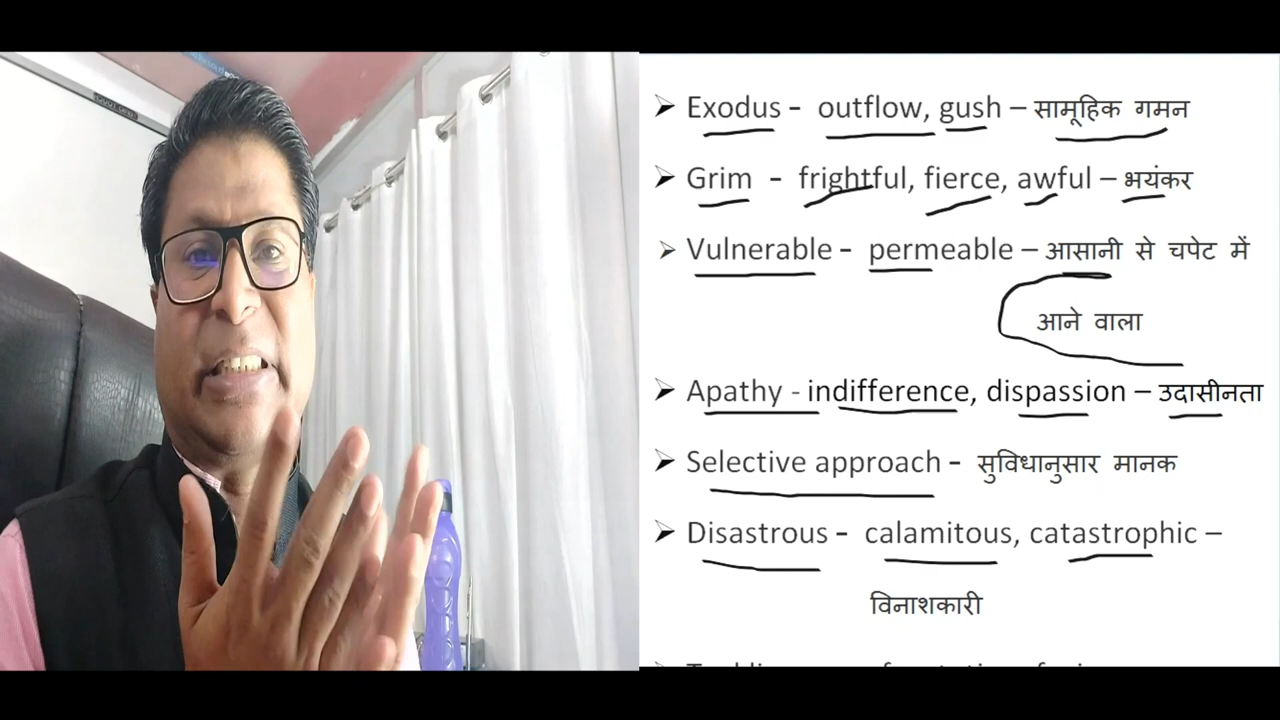 ➢ Exodus - outflow, gush – सामूहिक गमन
➢ Grim - frightful, fierce, awful – भयंकर
➢ Vulnerable - permeable – आसानी से चपेट में
आने वाला
➢ Apathy - indifference, dispassion – उदासीनता
➢ Selective approach - सुविधानुसार मानक
➢ Disastrous - calamitous, catastrophic –
विनाशकारी